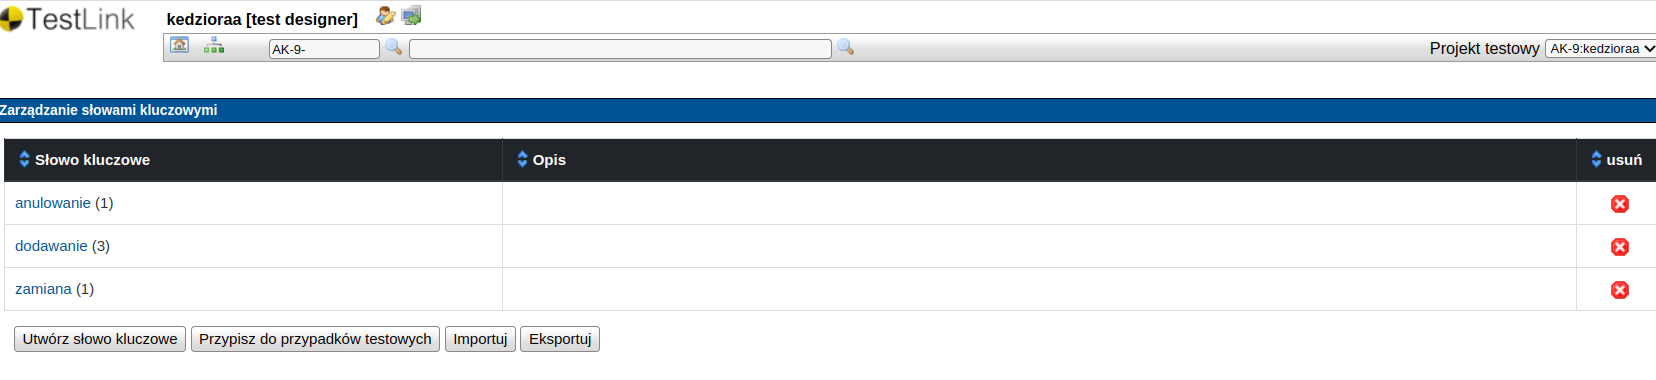 TestLink
kedzioraa [test designer]
AK-9-
Projekt testowy AK-9:kedzioraa
Zarządzanie słowami kluczowymi
Słowo kluczowe Opis usuń
anulowanie (1)
dodawanie (3)
zamiana (1)
Utwórz słowo kluczowe Przypisz do przypadków testowych Importuj Eksportuj